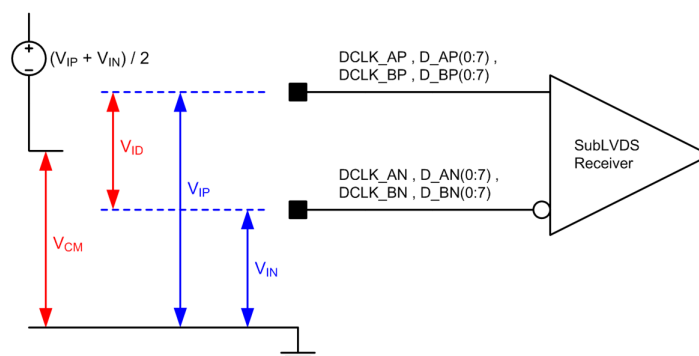 +
(VIP + VIN) / 2
−
DCLK_AP , D_AP(0:7) ,
DCLK_BP , D_BP(0:7)
VID
VIP
SubLVDS
Receiver
DCLK_AN , D_AN(0:7) ,
DCLK_BN , D_BN(0:7)
VCM
VIN